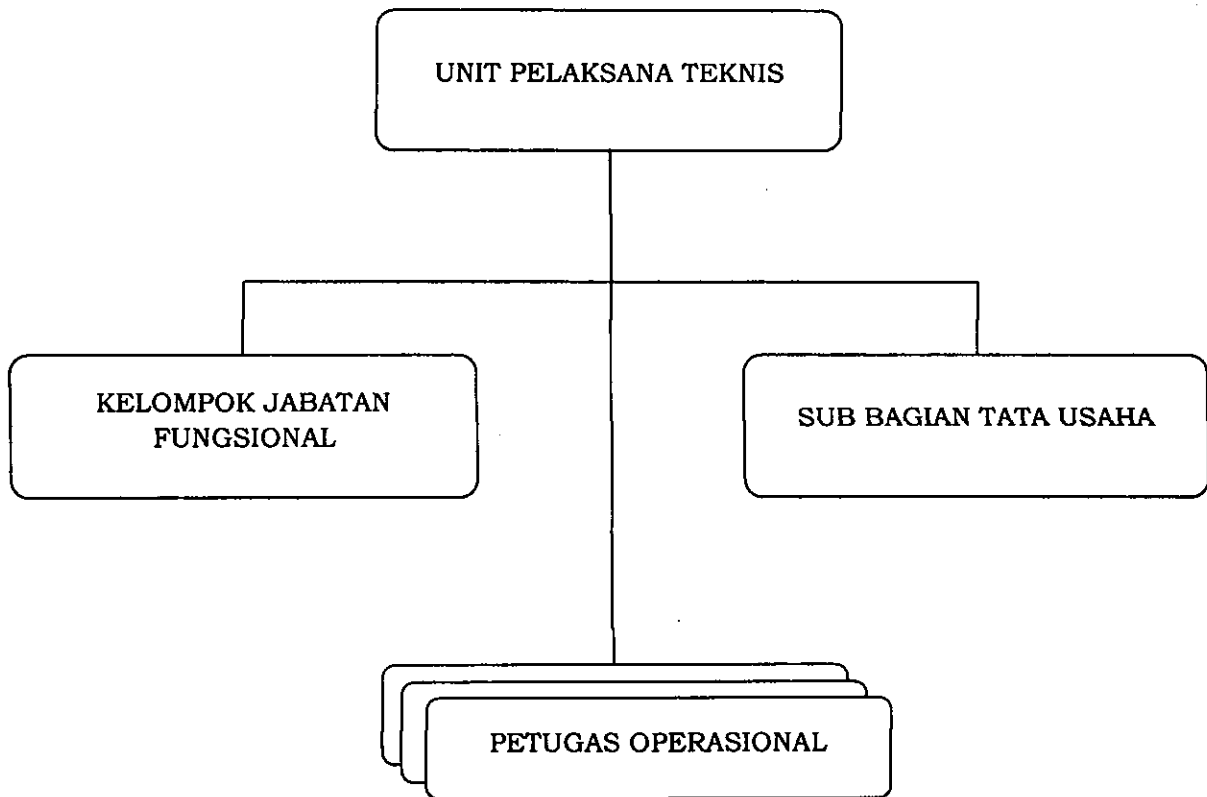 UNIT PELAKSANA TEKNIS
KELOMPOK JABATAN
FUNGSIONAL
SUB BAGIAN TATA USAHA
PETUGAS OPERASIONAL